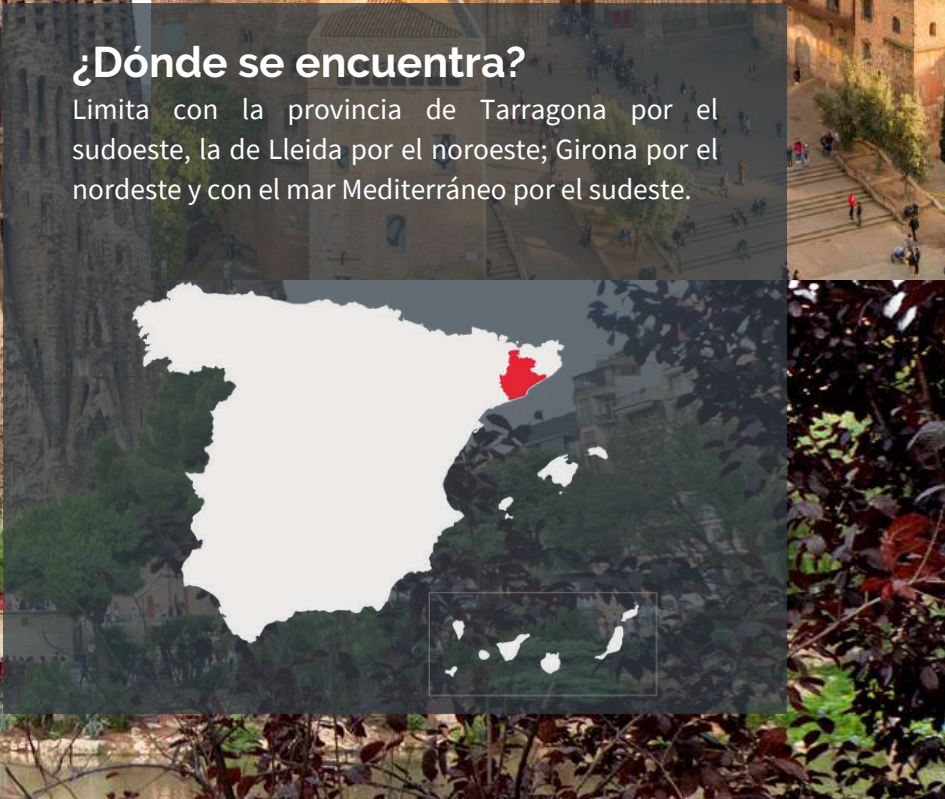 ¿Dónde se encuentra?
Limita con la provincia de Tarragona por el
sudoeste, la de Lleida por el noroeste; Girona por el
nordeste y con el mar Mediterráneo por el sudeste.